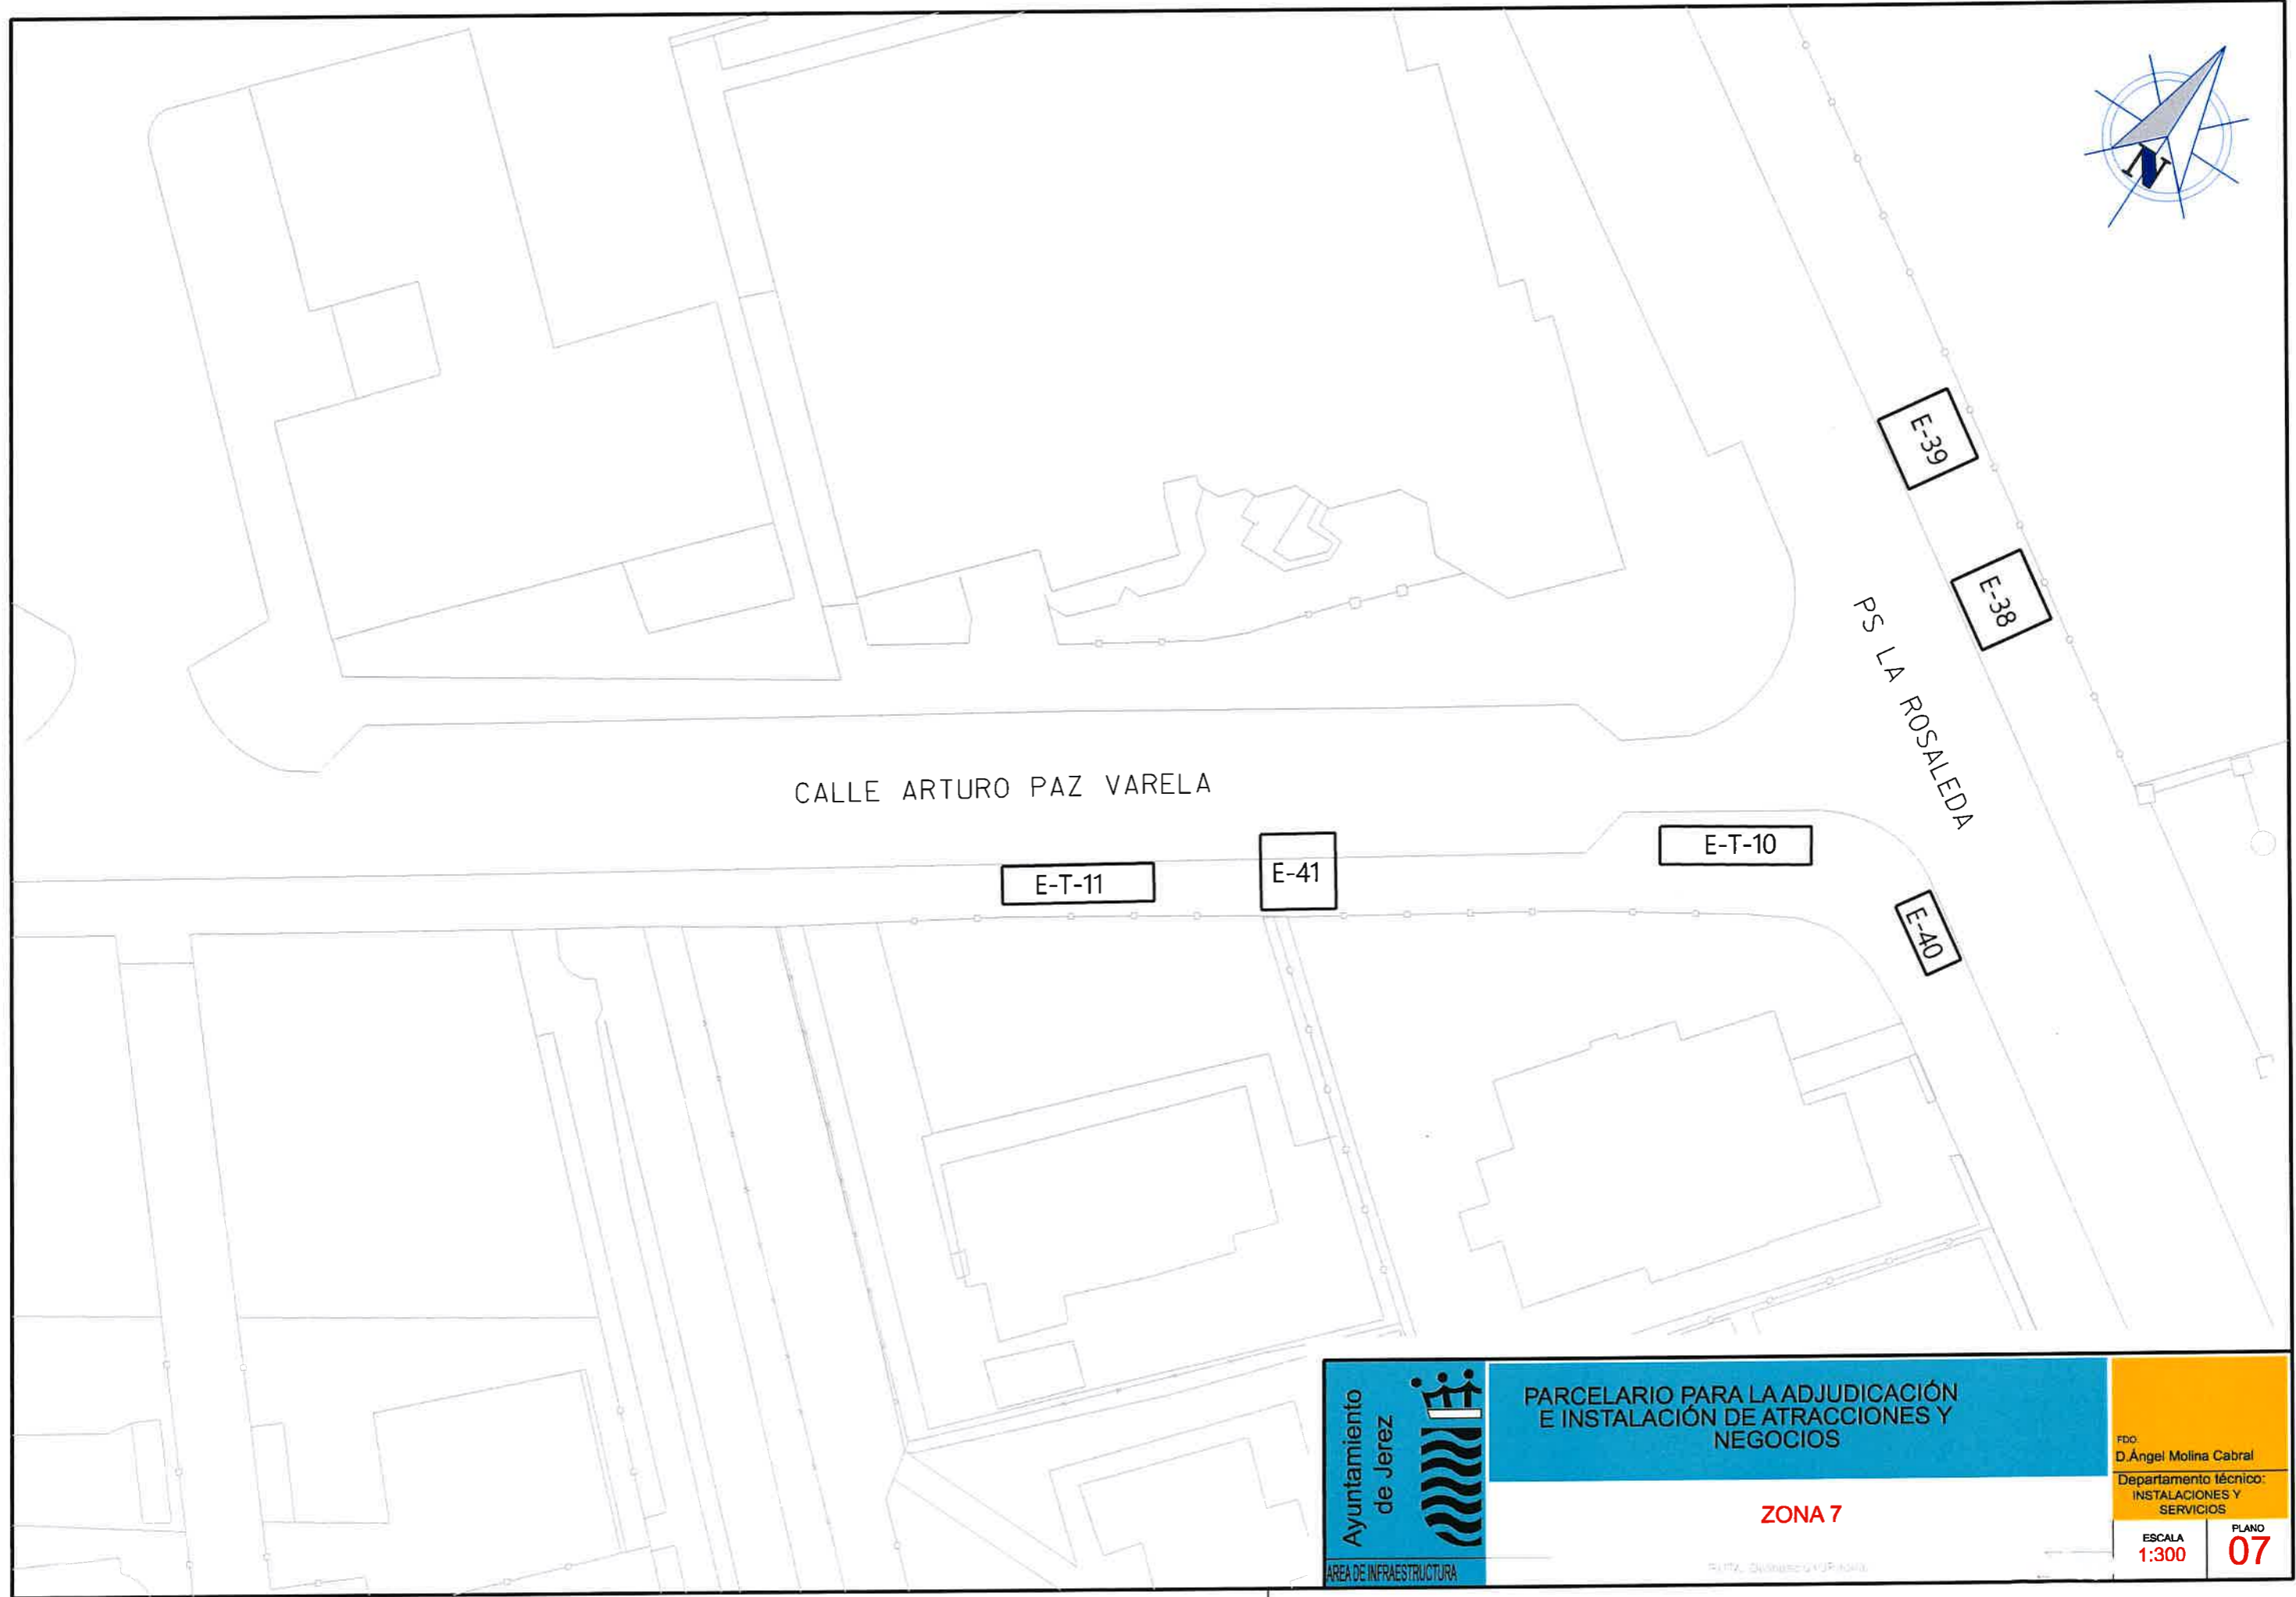 N
E-39
E-38
PS LA ROSALEDA
CALLE ARTURO PAZ VARELA
E-T-10
E-41
E-T-11
E-40
Ayuntamiento
de Jerez
AREA DE INFRAESTRUCTURA
PARCELARIO PARA LA ADJUDICACIÓN
E INSTALACIÓN DE ATRACCIONES Y
NEGOCIOS
ZONA 7
FDO.
D.Ángel Molina Cabral
Departamento técnico:
INSTALACIONES Y
SERVICIOS
ESCALA
1:300
PLANO
07